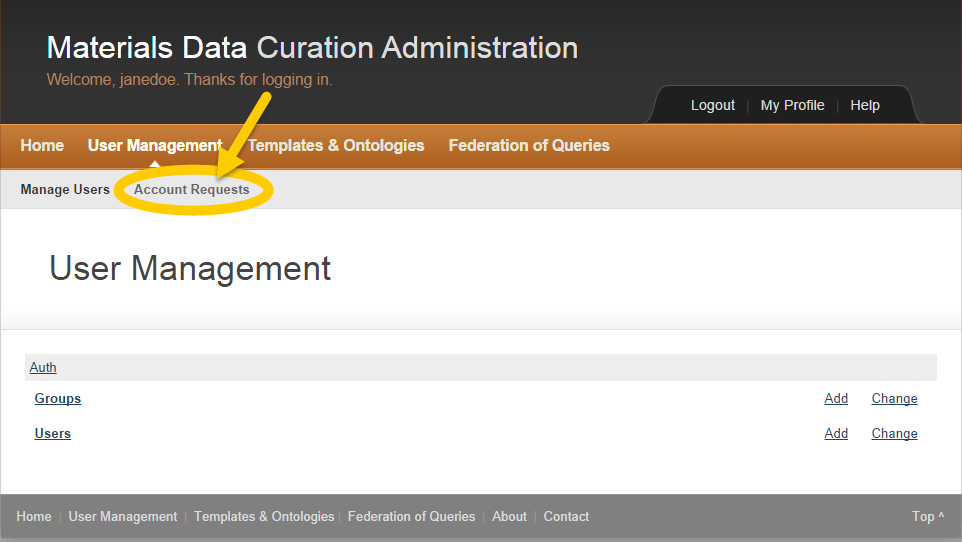 Materials Data Curation Administration
Welcome, janedoe. Thanks for logging in.
Logout | My Profile | Help
Home User Management Templates & Ontologies Federation of Queries
Manage Users Account Requests
User Management
Auth
Groups Add Change
Users Add Change
Home | User Management | Templates & Ontologies | Federation of Queries | About | Contact Top ^